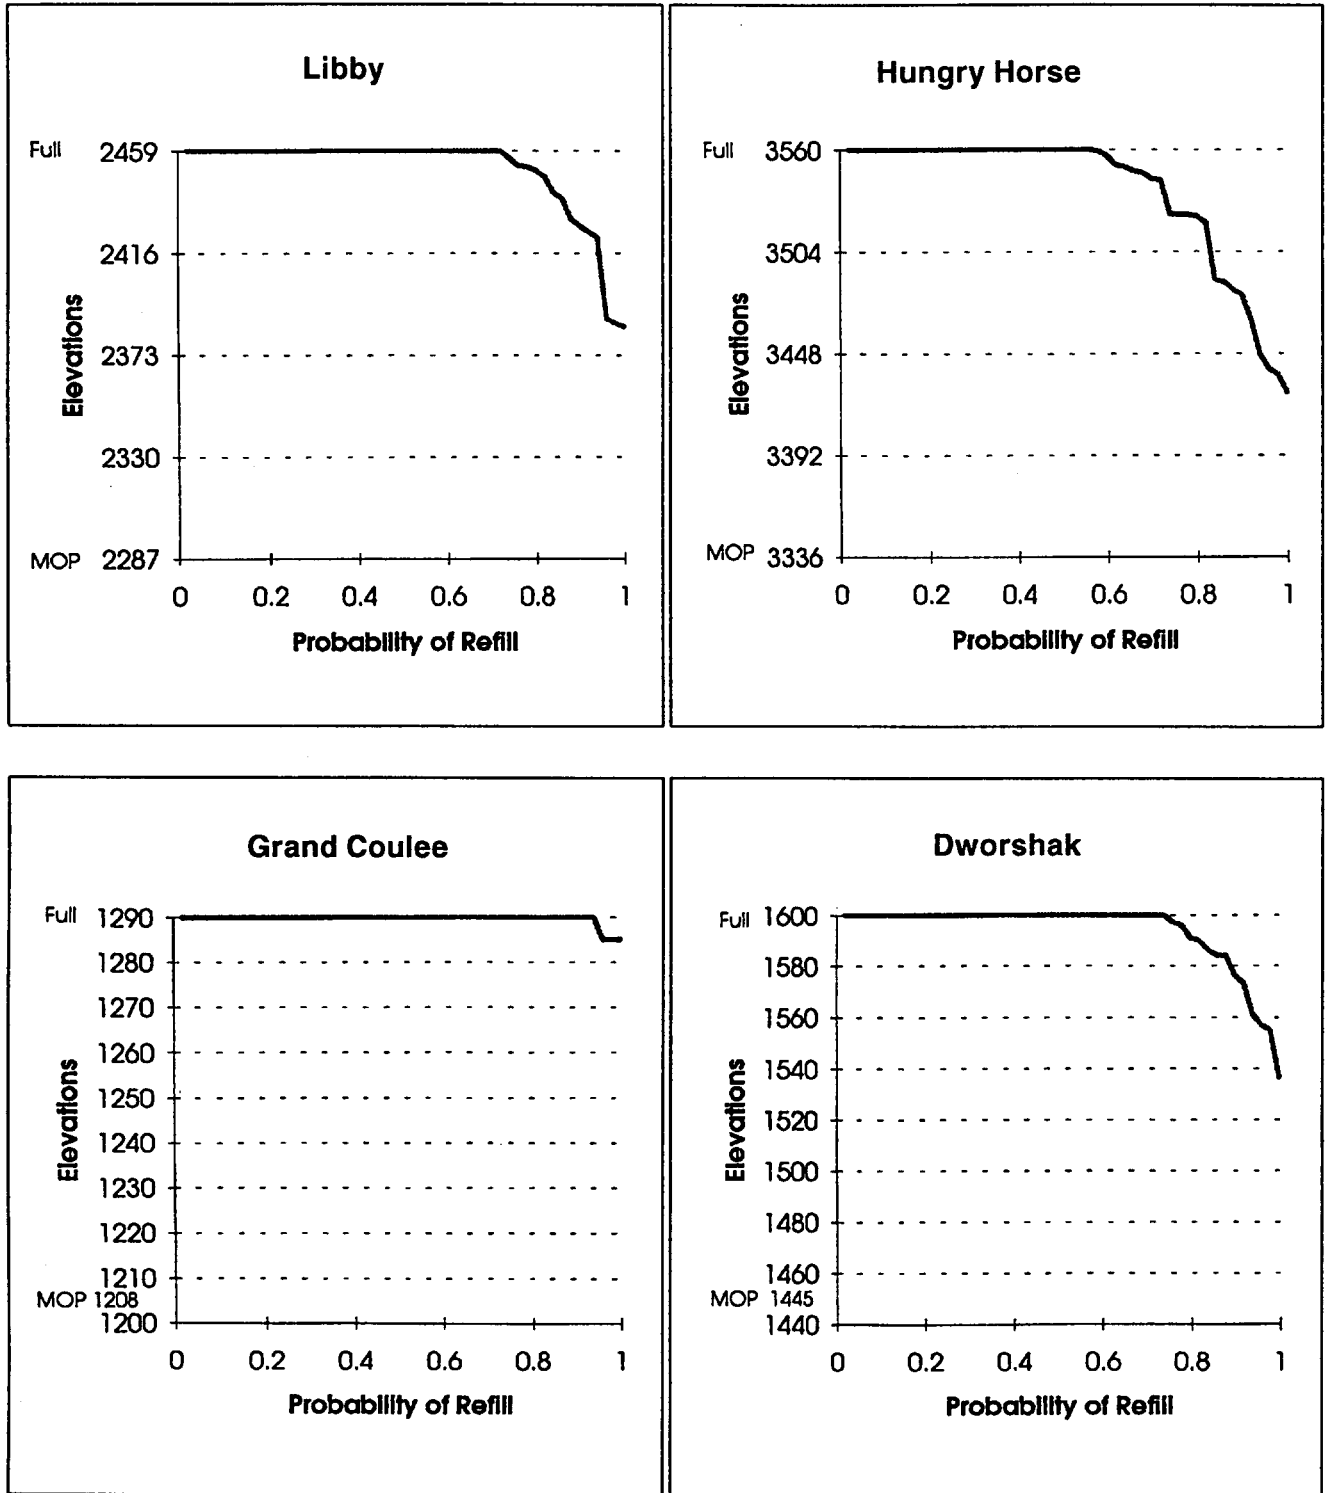 Libby
Full 2459
2416
2373
2330
MOP 2287
Elevations
0 0.2 0.4 0.6 0.8 1
Probability of Refill
Hungry Horse
Full 3560
3504
3448
3392
MOP 3336
Elevations
0 0.2 0.4 0.6 0.8 1
Probability of Refill
Grand Coulee
Full 1290
1280
1270
1260
1250
1240
1230
1220
1210
MOP 1208
1200
Elevations
0 0.2 0.4 0.6 0.8 1
Probability of Refill
Dworshak
Full 1600
1580
1560
1540
1520
1500
1480
1460
MOP 1445
1440
Elevations
0 0.2 0.4 0.6 0.8 1
Probability of Refill